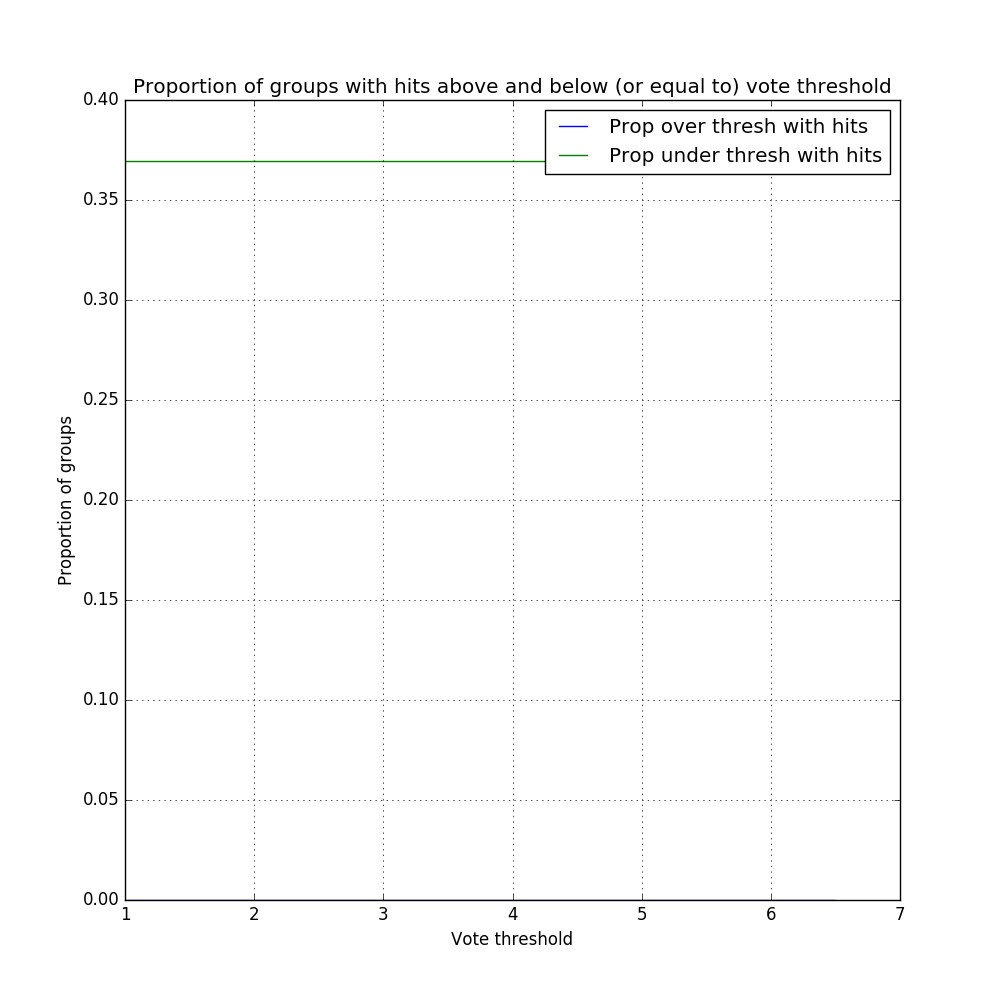 Proportion of groups with hits above and below (or equal to) vote threshold
Prop over thresh with hits
Prop under thresh with hits
0.40
0.35
0.30
0.25
0.20
0.15
0.10
0.05
0.00
Proportion of groups
1 2 3 4 5 6 7
Vote threshold